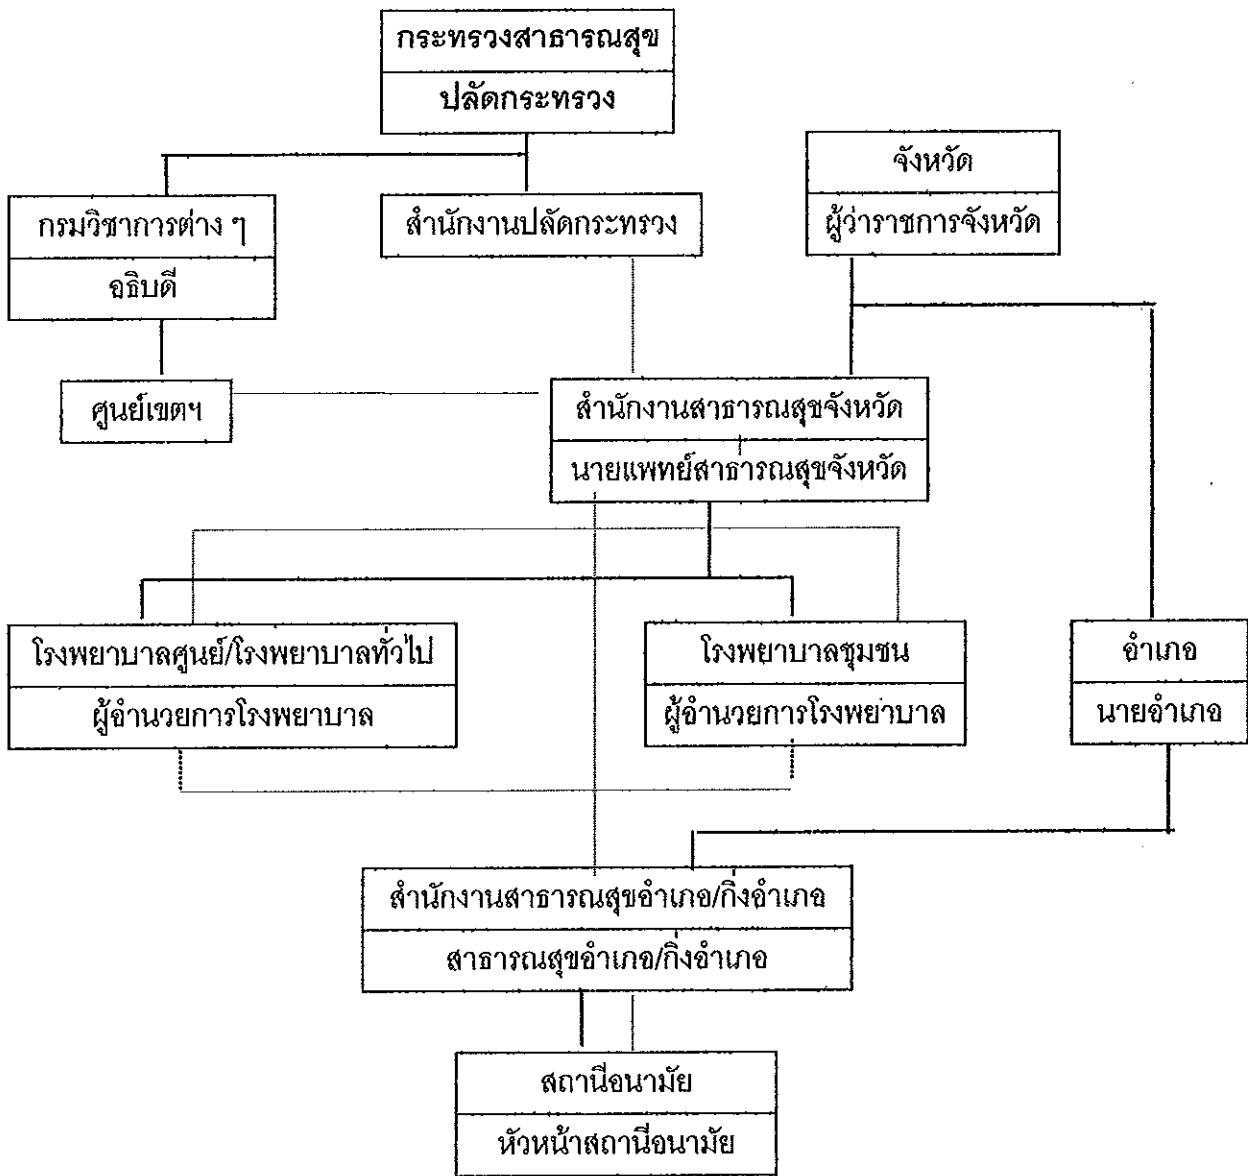 กระทรวงสาธารณสุข
ปลัดกระทรวง
จังหวัด
ผู้ว่าราชการจังหวัด
กรมวิชาการต่าง ๆ
อธิบดี
สำนักงานปลัดกระทรวง
ศูนย์เขตฯ
สำนักงานสาธารณสุขจังหวัด
นายแพทย์สาธารณสุขจังหวัด
โรงพยาบาลศูนย์/โรงพยาบาลทั่วไป
ผู้อำนวยการโรงพยาบาล
โรงพยาบาลชุมชน
ผู้อำนวยการโรงพยาบาล
อำเภอ
นายอำเภอ
สำนักงานสาธารณสุขอำเภอ/กิ่งอำเภอ
สาธารณสุขอำเภอ/กิ่งอำเภอ
สถานีอนามัย
หัวหน้าสถานีอนามัย